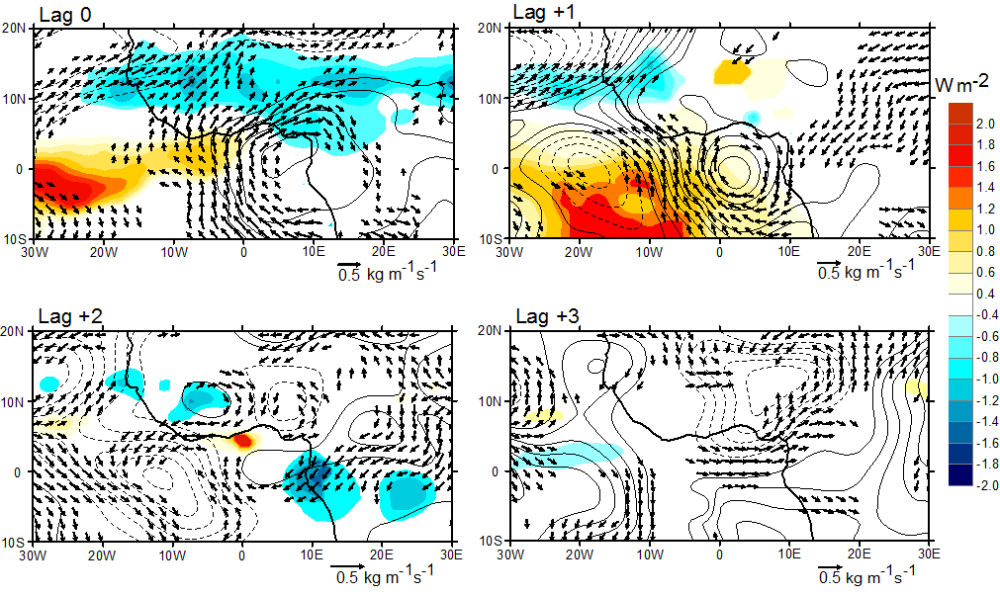 Lag 0
20N
10N
0
10S
30W 20W 10W 0 10E 20E 30E
0.5 kg m-1s-1
Lag +1
20N
10N
0
10S
30W 20W 10W 0 10E 20E 30E
0.5 kg m-1s-1
W m-2
2.0
1.8
1.6
1.4
1.2
1.0
0.8
0.6
0.4
-0.4
-0.6
-0.8
-1.0
-1.2
-1.4
-1.6
-1.8
-2.0
Lag +2
20N
10N
0
10S
30W 20W 10W 0 10E 20E 30E
0.5 kg m-1s-1
Lag +3
20N
10N
0
10S
30W 20W 10W 0 10E 20E 30E
0.5 kg m-1s-1